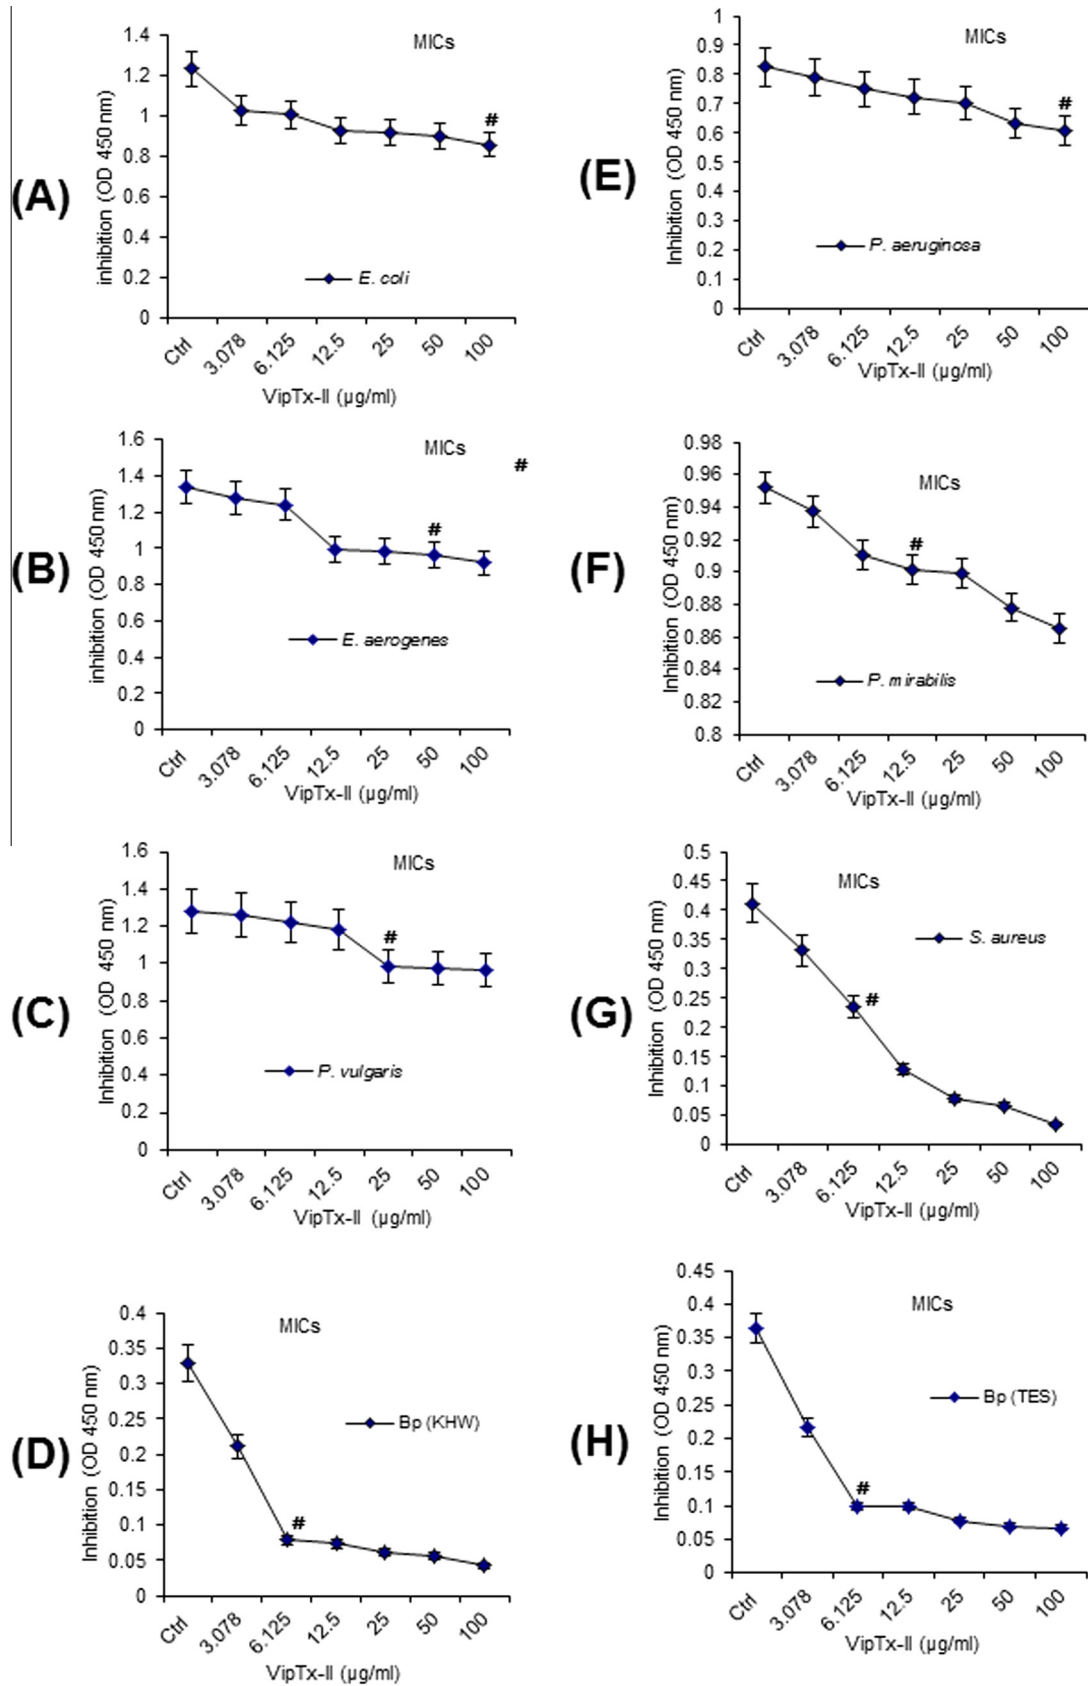 (A)
MICs
inhibition (OD 450 nm)
1.4
1.2
1
0.8
0.6
0.4
0.2
0
#
E. coli
Ctrl 3.078 6.125 12.5 25 50 100
VipTx-II (µg/ml)
(E)
MICs
Inhibition (OD 450 nm)
1
0.9
0.8
0.7
0.6
0.5
0.4
0.3
0.2
0.1
0
#
P. aeruginosa
Ctrl 3.078 6.125 12.5 25 50 100
VipTx-II (µg/ml)
(B)
MICs
inhibition (OD 450 nm)
1.6
1.4
1.2
1
0.8
0.6
0.4
0.2
0
#
#
E. aerogenes
Ctrl 3.078 6.125 12.5 25 50 100
VipTx-II (µg/ml)
(F)
MICs
Inhibition (OD 450 nm)
0.98
0.96
0.94
0.92
0.9
0.88
0.86
0.84
0.82
0.8
#
P. mirabilis
Ctrl 3.078 6.125 12.5 25 50 100
VipTx-II (µg/ml)
(C)
MICs
Inhibition (OD 450 nm)
1.6
1.4
1.2
1
0.8
0.6
0.4
0.2
0
#
P. vulgaris
Ctrl 3.078 6.125 12.5 25 50 100
VipTx-II (µg/ml)
(G)
MICs
Inhibition (OD 450 nm)
0.5
0.45
0.4
0.35
0.3
0.25
0.2
0.15
0.1
0.05
0
#
S. aureus
Ctrl 3.078 6.125 12.5 25 50 100
VipTx-II (µg/ml)
(D)
MICs
Inhibition (OD 450 nm)
0.4
0.35
0.3
0.25
0.2
0.15
0.1
0.05
0
#
Bp (KHW)
Ctrl 3.078 6.125 12.5 25 50 100
VipTx-II (µg/ml)
(H)
MICs
Inhibition (OD 450 nm)
0.45
0.4
0.35
0.3
0.25
0.2
0.15
0.1
0.05
0
#
Bp (TES)
Ctrl 3.078 6.125 12.5 25 50 100
VipTx-II (µg/ml)